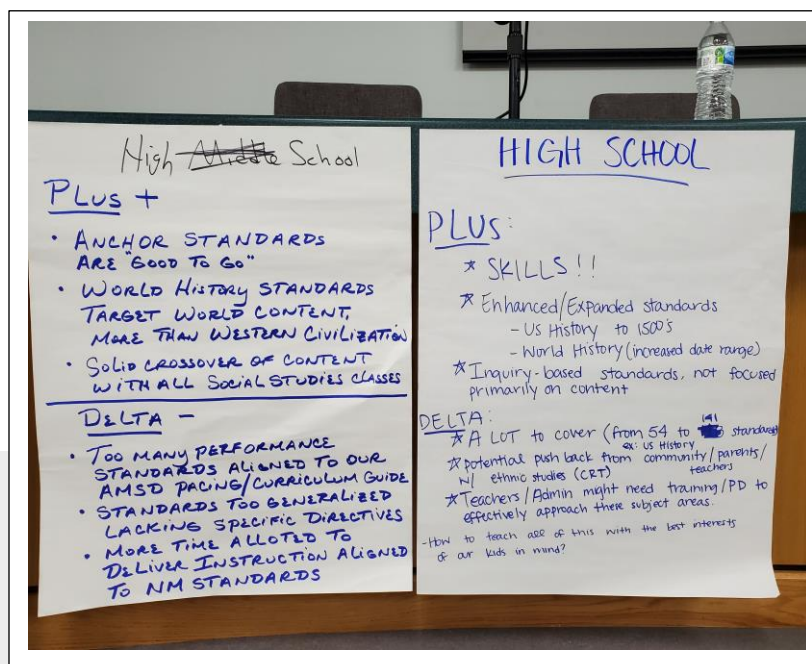 High Middle School
PLUS +
• ANCHOR STANDARDS
ARE "GOOD TO GO"
• WORLD HISTORY STANDARDS
TARGET WORLD CONTENT,
MORE THAN WESTERN CIVILIZATION
• SOLID CROSSOVER OF CONTENT
WITH ALL SOCIAL STUDIES CLASSES
DELTA -
• TOO MANY PERFORMANCE
STANDARDS ALIGNED TO OUR
AMSD PACING/CURRICULUM GUIDE
• STANDARDS TOO GENERALIZED
LACKING SPECIFIC DIRECTIVES
• MORE TIME ALLOTED TO
DELIVER INSTRUCTION ALIGNED
TO NM STANDARDS
HIGH SCHOOL
PLUS:
* SKILLS!!
* Enhanced/Expanded standards
- US History to 1500's
- World History (increased date range)
* Inquiry-based standards, not focused
primarily on content
DELTA:
* A LOT to cover (from 54 to 141 standards
ex: US History
* potential push back from community/parents/
teachers
w/ ethnic studies (CRT)
* Teachers/Admin might need training/PD to
effectively approach there subject areas.
- How to teach all of this with the best interests
of our kids in mind?